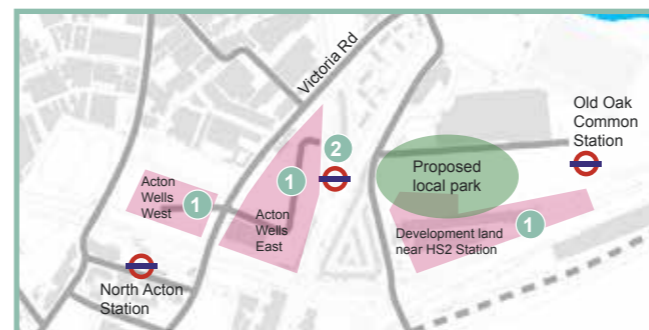 Victoria Rd
Old Oak
Common
Station
2
Proposed
local park
Acton
Wells
West
1
1
Acton
Wells
East
1
Development land
near HS2 Station
North Acton
Station